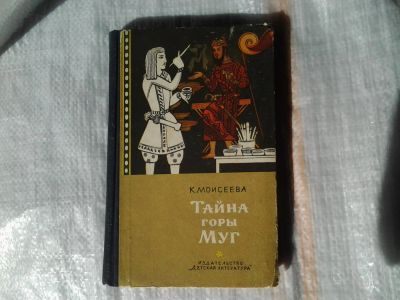 К. МОИСЕЕВА
ТАЙНА
ГОРЫ
МУГ
ИЗДАТЕЛЬСТВО
„ДЕТСКАЯ ЛИТЕРАТУРА"